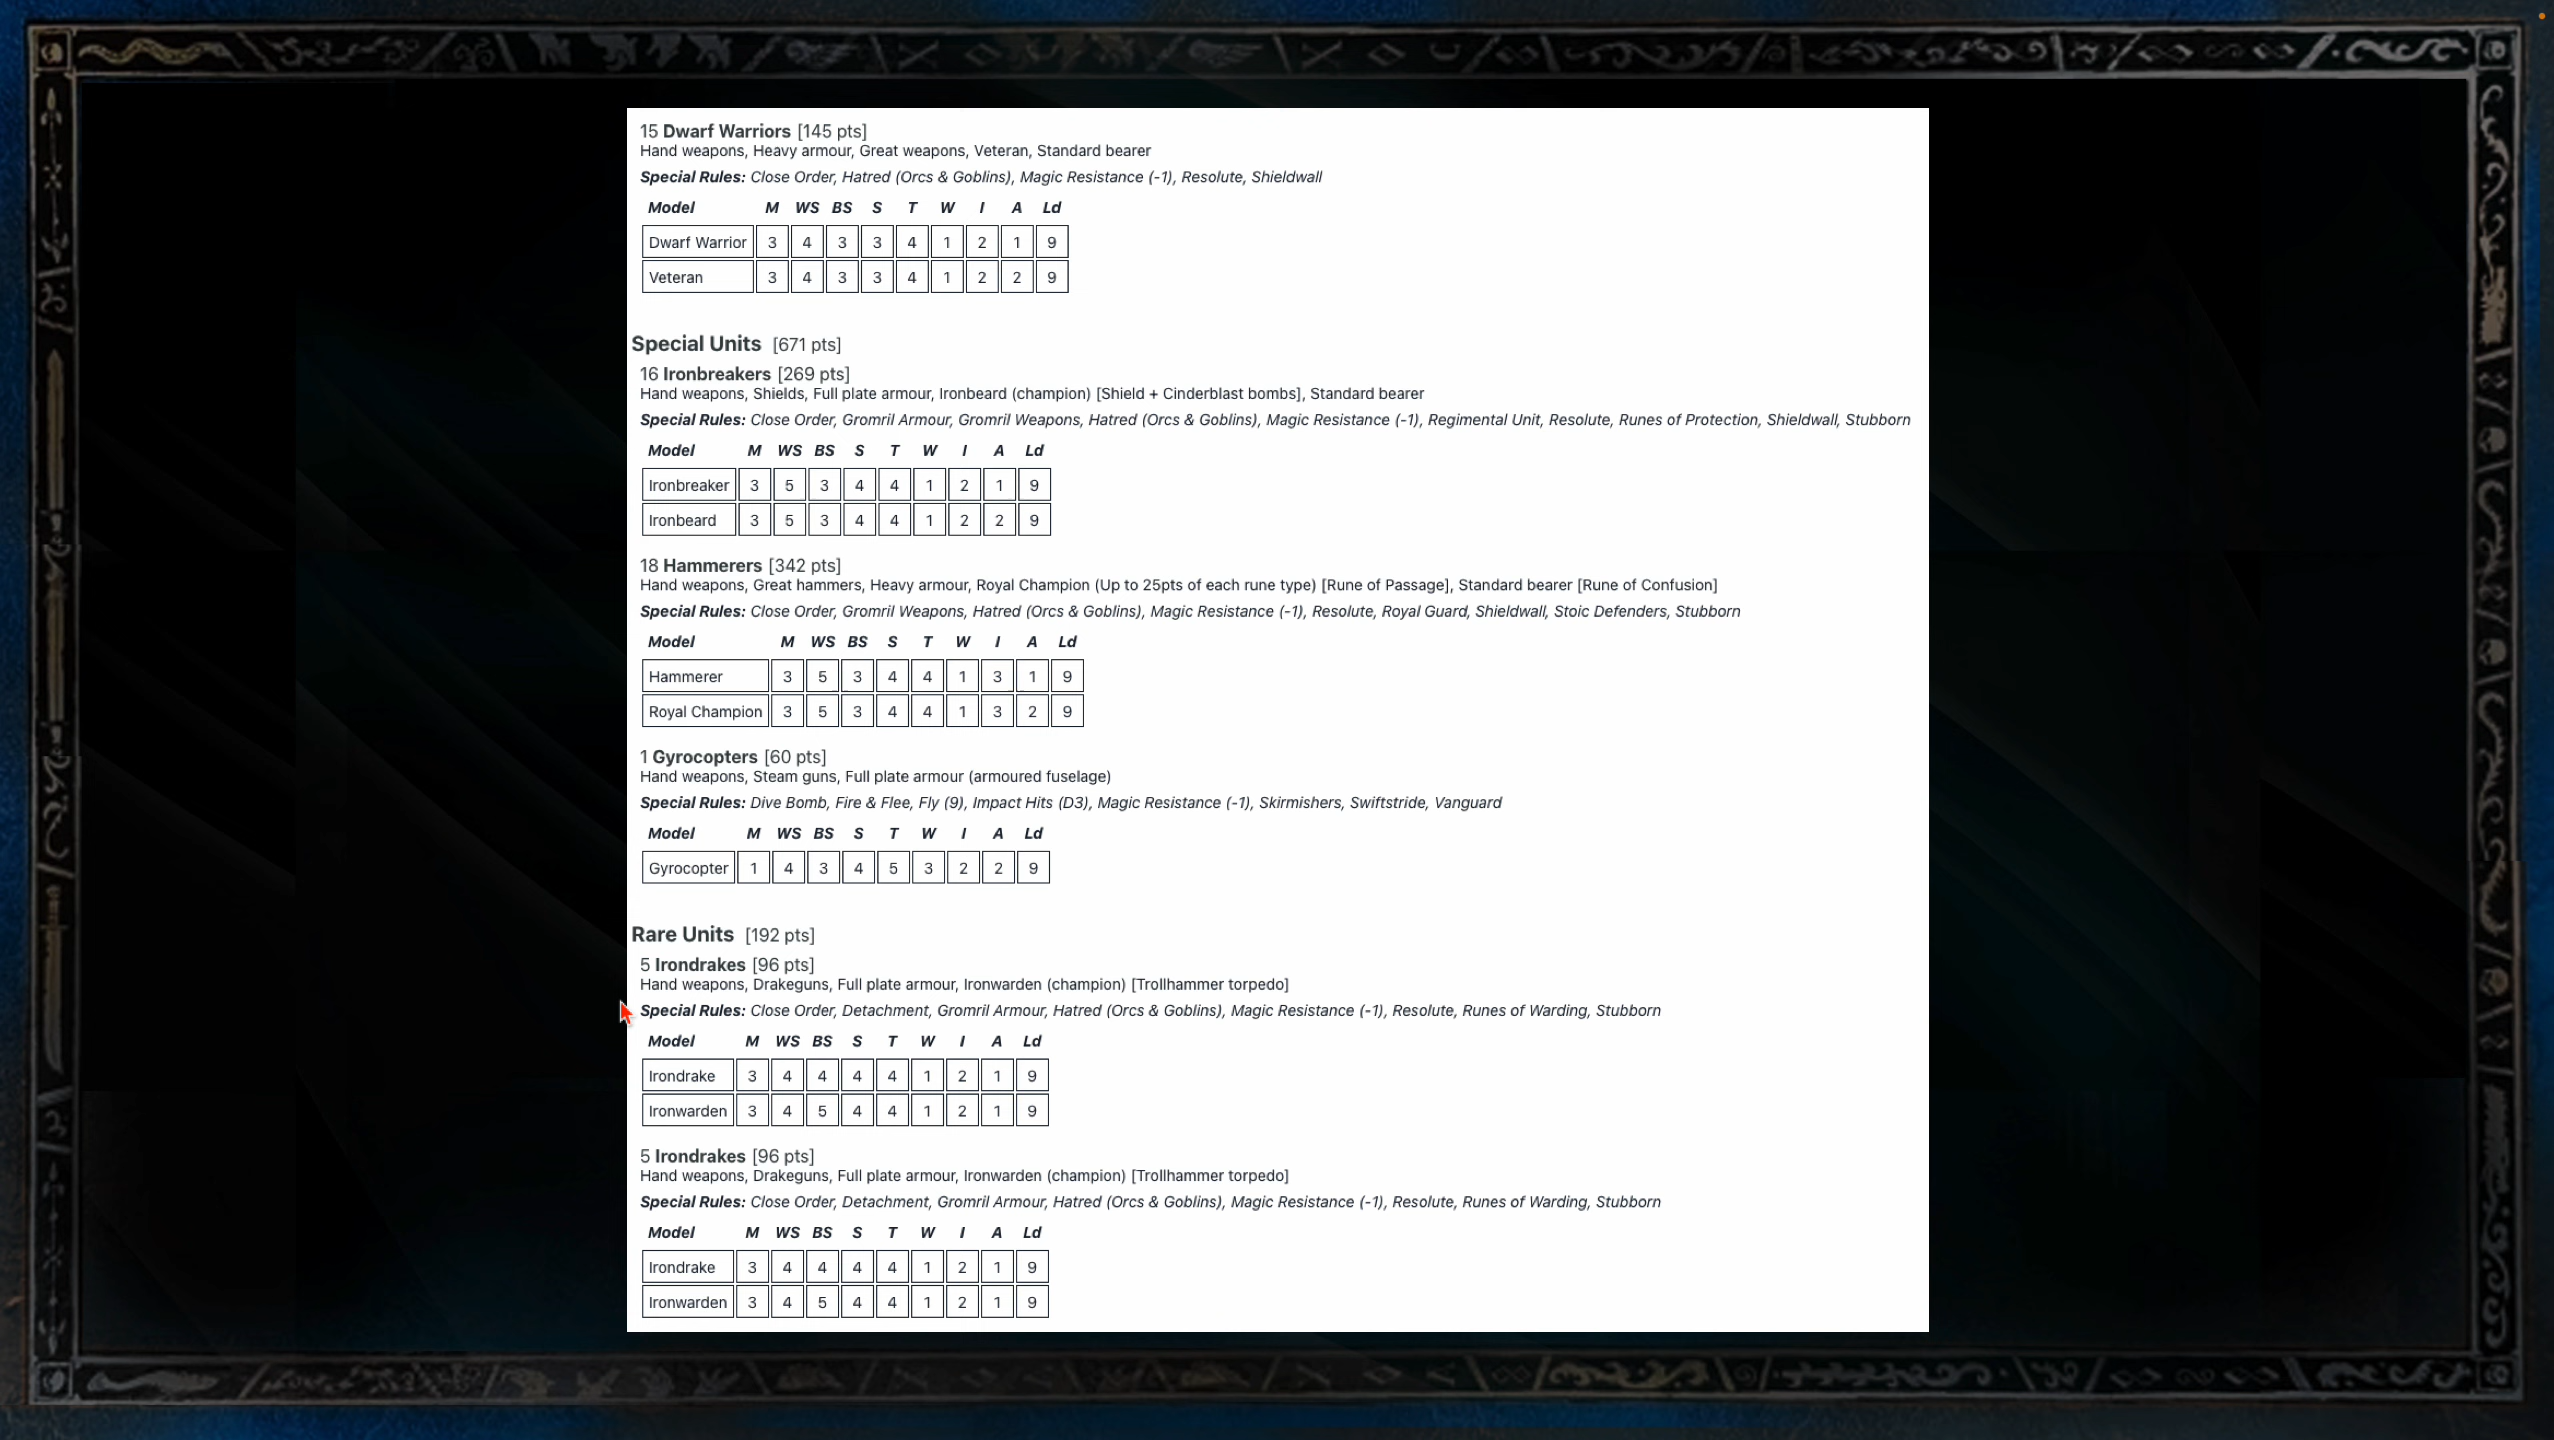 15 Dwarf Warriors [145 pts]
Hand weapons, Heavy armour, Great weapons, Veteran, Standard bearer
Special Rules: Close Order, Hatred (Orcs & Goblins), Magic Resistance (-1), Resolute, Shieldwall
Model M WS BS S T W I A Ld
Dwarf Warrior 3 4 3 3 4 1 2 1 9
Veteran 3 4 3 3 4 1 2 2 9
Special Units [671 pts]
16 Ironbreakers [269 pts]
Hand weapons, Shields, Full plate armour, Ironbeard (champion) [Shield + Cinderblast bombs], Standard bearer
Special Rules: Close Order, Gromril Armour, Gromril Weapons, Hatred (Orcs & Goblins), Magic Resistance (-1), Regimental Unit, Resolute, Runes of Protection, Shieldwall, Stubborn
Model M WS BS S T W I A Ld
Ironbreaker 3 5 3 4 4 1 2 1 9
Ironbeard 3 5 3 4 4 1 2 2 9
18 Hammerers [342 pts]
Hand weapons, Great hammers, Heavy armour, Royal Champion (Up to 25pts of each rune type) [Rune of Passage], Standard bearer [Rune of Confusion]
Special Rules: Close Order, Gromril Weapons, Hatred (Orcs & Goblins), Magic Resistance (-1), Resolute, Royal Guard, Shieldwall, Stoic Defenders, Stubborn
Model M WS BS S T W I A Ld
Hammerer 3 5 3 4 4 1 3 1 9
Royal Champion 3 5 3 4 4 1 3 2 9
1 Gyrocopters [60 pts]
Hand weapons, Steam guns, Full plate armour (armoured fuselage)
Special Rules: Dive Bomb, Fire & Flee, Fly (9), Impact Hits (D3), Magic Resistance (-1), Skirmishers, Swiftstride, Vanguard
Model M WS BS S T W I A Ld
Gyrocopter 1 4 3 4 5 3 2 2 9
Rare Units [192 pts]
5 Irondrakes [96 pts]
Hand weapons, Drakeguns, Full plate armour, Ironwarden (champion) [Trollhammer torpedo]
Special Rules: Close Order, Detachment, Gromril Armour, Hatred (Orcs & Goblins), Magic Resistance (-1), Resolute, Runes of Warding, Stubborn
Model M WS BS S T W I A Ld
Irondrake 3 4 4 4 4 1 2 1 9
Ironwarden 3 4 5 4 4 1 2 1 9
5 Irondrakes [96 pts]
Hand weapons, Drakeguns, Full plate armour, Ironwarden (champion) [Trollhammer torpedo]
Special Rules: Close Order, Detachment, Gromril Armour, Hatred (Orcs & Goblins), Magic Resistance (-1), Resolute, Runes of Warding, Stubborn
Model M WS BS S T W I A Ld
Irondrake 3 4 4 4 4 1 2 1 9
Ironwarden 3 4 5 4 4 1 2 1 9